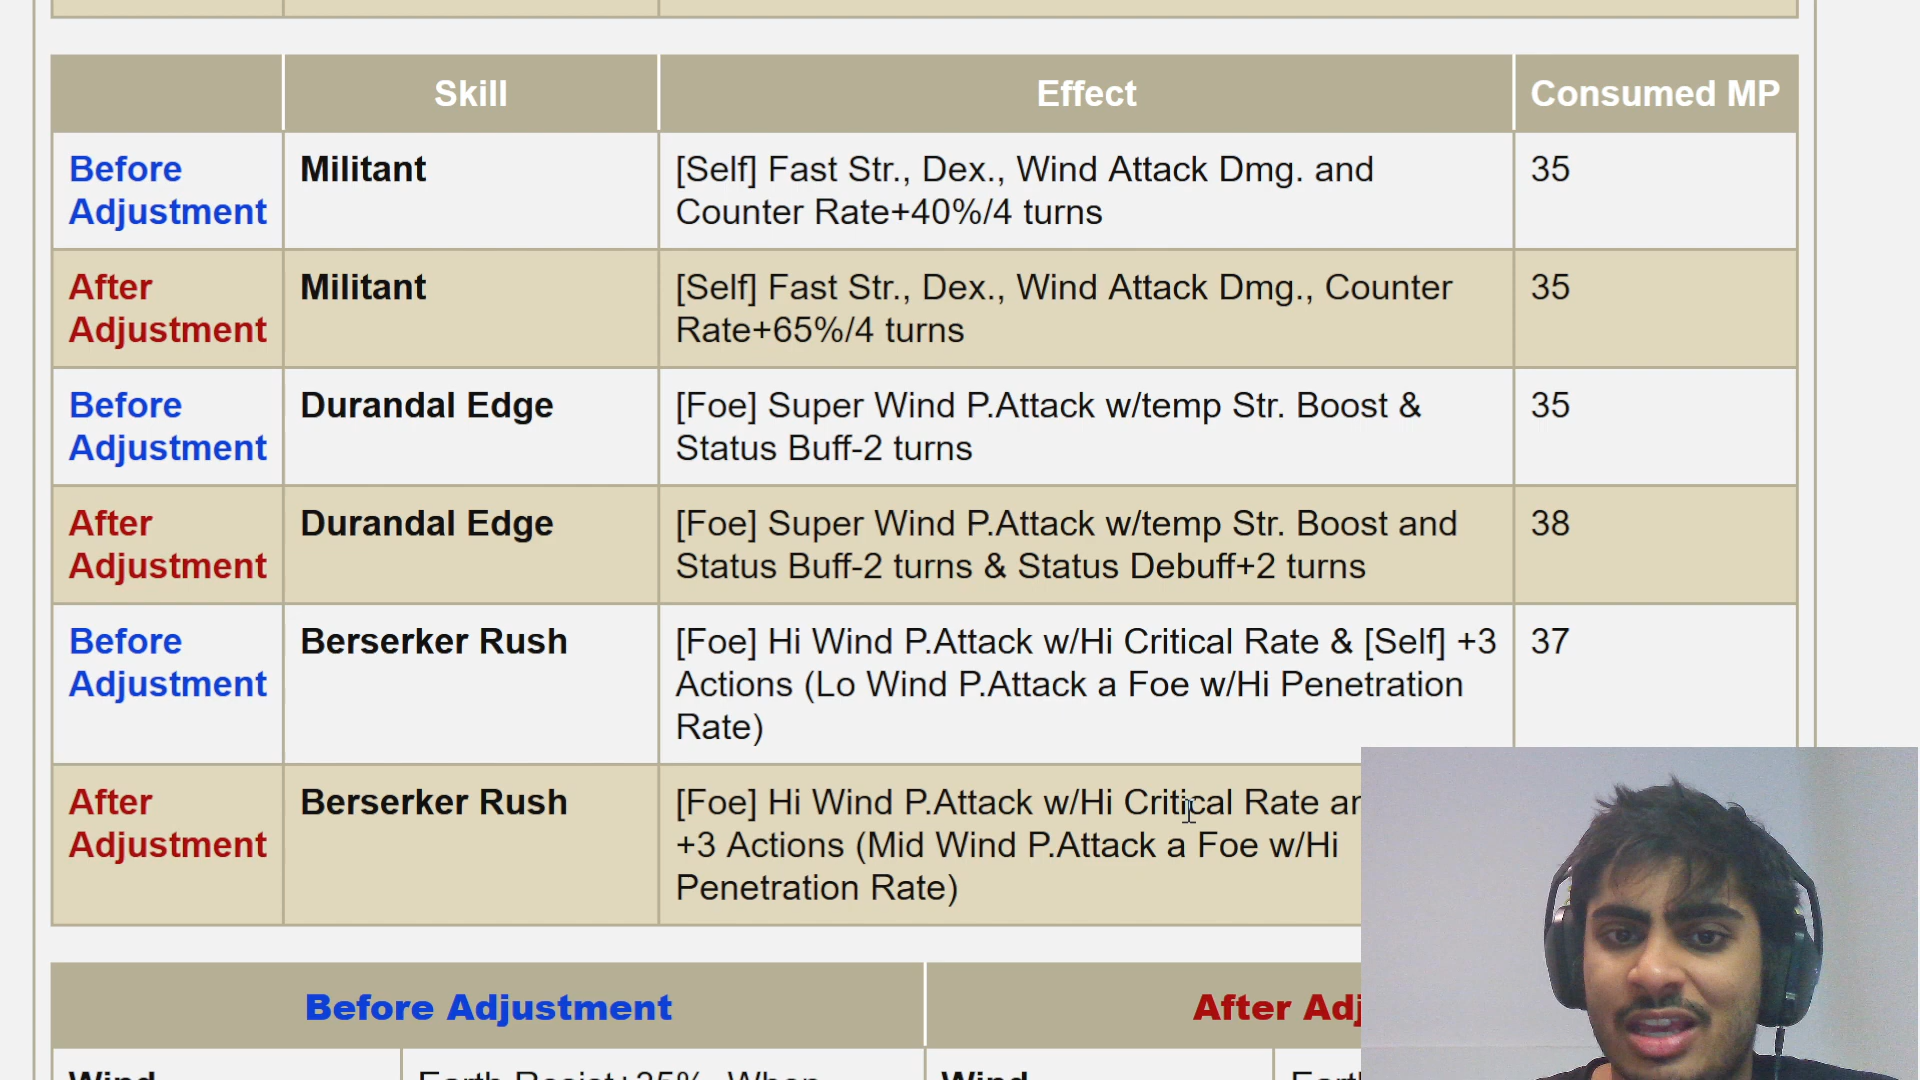 Skill Effect Consumed MP
Before Adjustment Militant [Self] Fast Str., Dex., Wind Attack Dmg. and 35
Counter Rate+40%/4 turns
After Adjustment Militant [Self] Fast Str., Dex., Wind Attack Dmg., Counter 35
Rate+65%/4 turns
Before Adjustment Durandal Edge [Foe] Super Wind P.Attack w/temp Str. Boost & 35
Status Buff-2 turns
After Adjustment Durandal Edge [Foe] Super Wind P.Attack w/temp Str. Boost and 38
Status Buff-2 turns & Status Debuff+2 turns
Before Adjustment Berserker Rush [Foe] Hi Wind P.Attack w/Hi Critical Rate & [Self] +3 37
Actions (Lo Wind P.Attack a Foe w/Hi Penetration
Rate)
After Adjustment Berserker Rush [Foe] Hi Wind P.Attack w/Hi Critical Rate
+3 Actions (Mid Wind P.Attack a Foe w/Hi
Penetration Rate)
Before Adjustment After
Wind Earth Resist+35%, When Wind